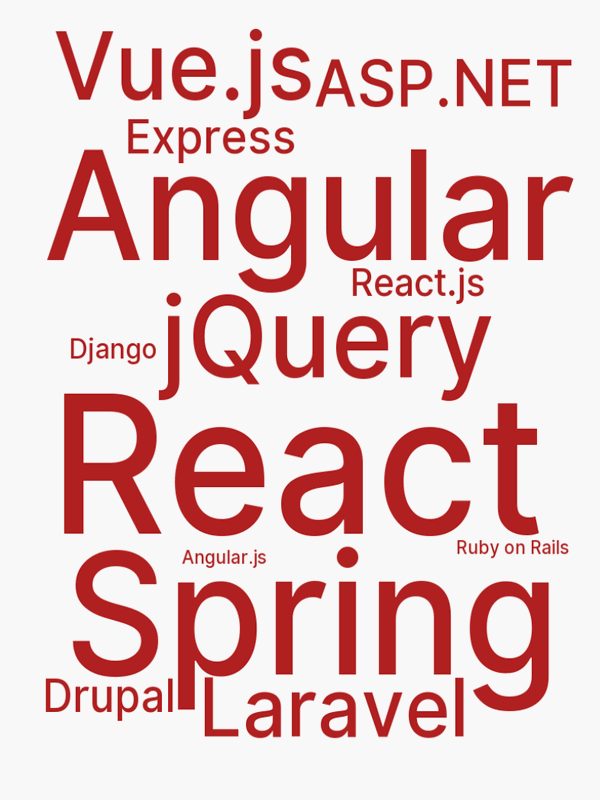 Vue.js
ASP.NET
Express
Angular
React.js
jQuery
Django
React
Ruby on Rails
Angular.js
Spring
Drupal
Laravel